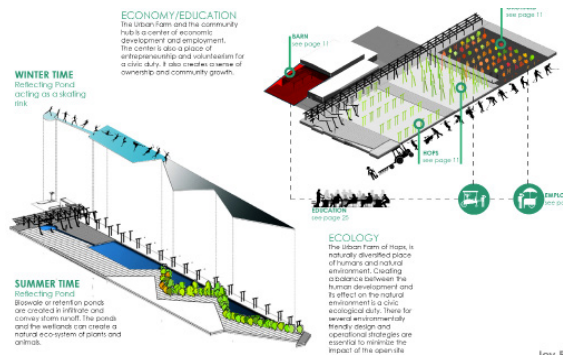 ECONOMY/EDUCATION
The Urban Farm and the community
hub is a center of economic
development and employment.
The center is also a place of
entrepreneurship and volunteerism for
a civic duty. It also creates a sense of
ownership and community growth.
see page 11
BARN
see page 11
WINTER TIME
Reflecting Pond
acting as a skating
rink
HOPS
see page 11
EDUCATION
see page 25
EMPLO
see pa
ECOLOGY
The Urban Farm of Hops, is
naturally diversified place
of humans and natural
environment. Creating
a balance between the
human development and
its effect on the natural
environment is a civic
ecological duty. There for
several environmentally
friendly design and
operational strategies are
essential to minimize the
impact of the open site
SUMMER TIME
Reflecting Pond
Bioswale or retention ponds
are created in infiltrate and
convey storm runoff. The ponds
and the wetlands can create a
natural eco-system of plants and
animals.